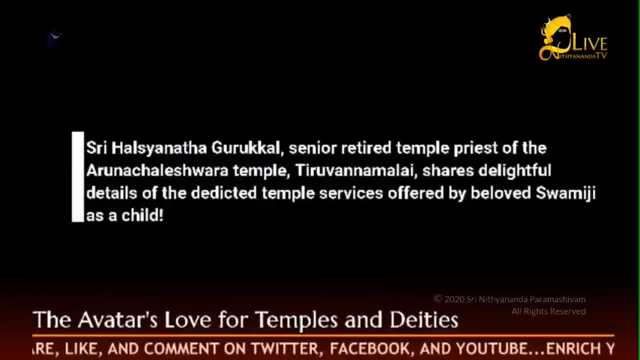 LIVE
NITHYANANDATV
Sri Halsyanatha Gurukkal, senior retired temple priest of the
Arunachaleshwara temple, Tiruvannamalai, shares delightful
details of the dedicted temple services offered by beloved Swamiji
as a child!
© 2020 Sri Nithyananda Paramashivam
All Rights Reserved
The Avatar's Love for Temples and Deities
ARE, LIKE, AND COMMENT ON TWITTER, FACEBOOK, AND YOUTUBE...ENRICH Y